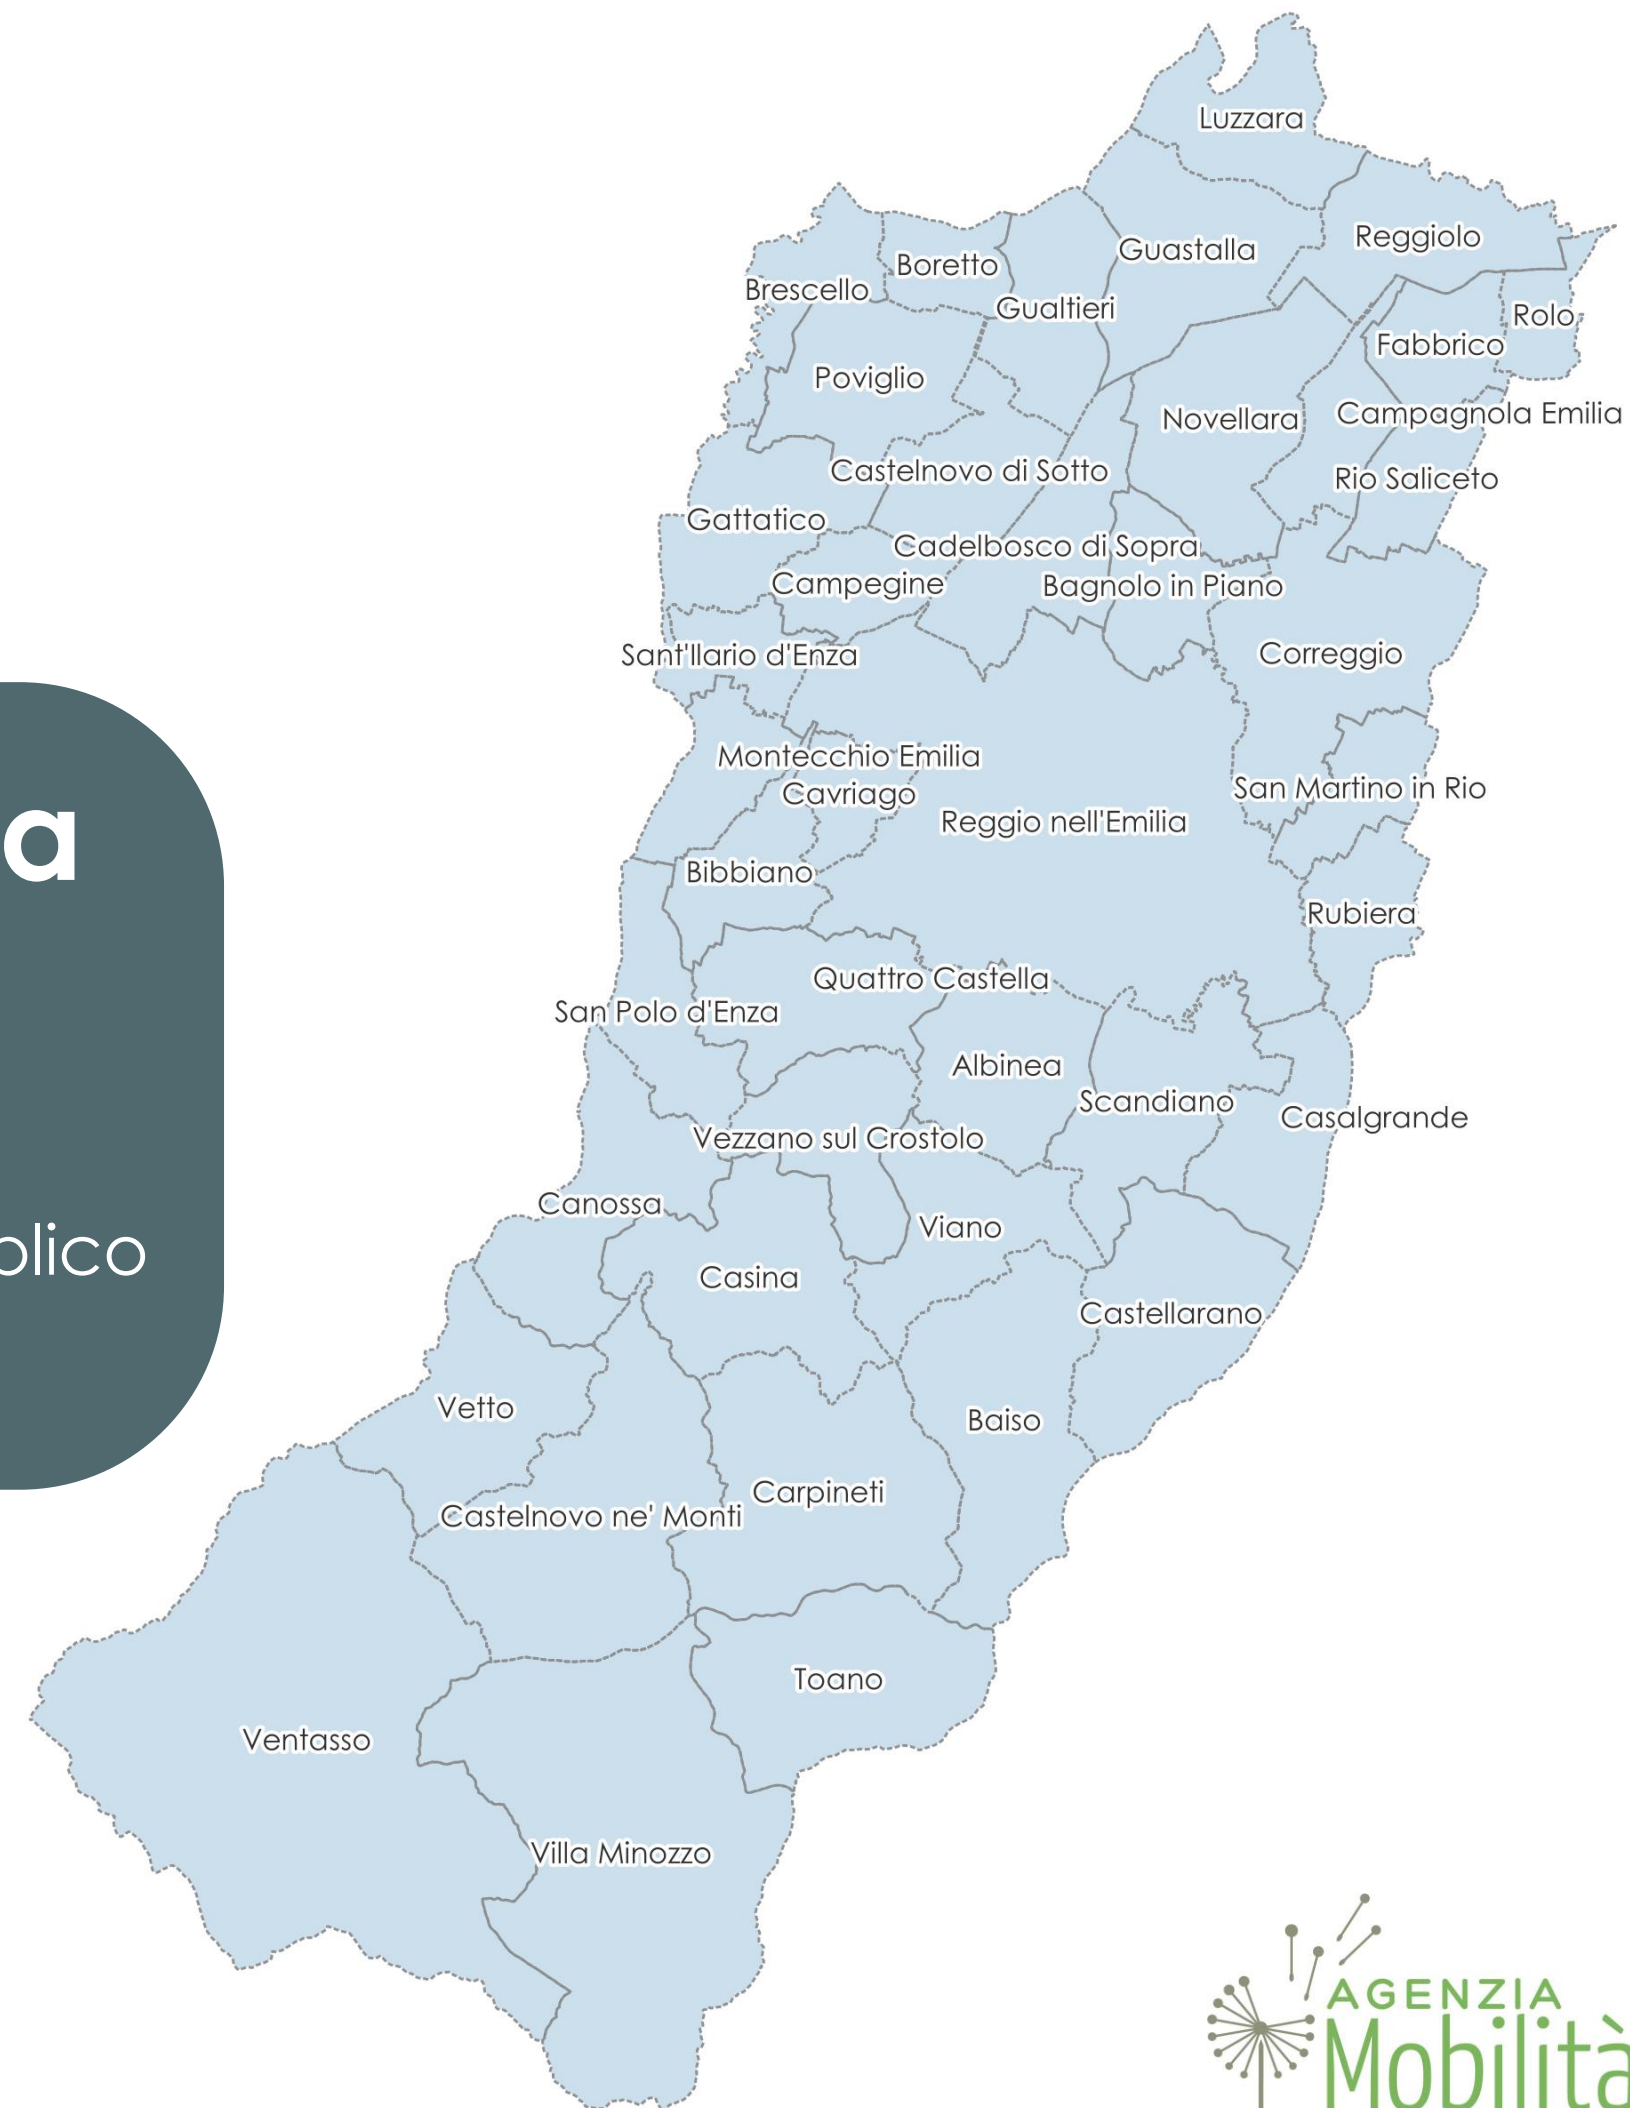 Luzzara
Reggiolo
Guastalla
Boretto
Brescello
Gualtieri
Rolo
Fabbrico
Poviglio
Campagnola Emilia
Novellara
Castelnovo di Sotto
Rio Saliceto
Gattatico
Cadelbosco di Sopra
Campegine
Bagnolo in Piano
Sant'Ilario d'Enza
Correggio
Montecchio Emilia
San Martino in Rio
Cavriago
Reggio nell'Emilia
a
Bibbiano
Rubiera
Quattro Castella
San Polo d'Enza
Albinea
Scandiano
Casalgrande
Vezzano sul Crostolo
Canossa
Viano
blico
Casina
Castellarano
Vetto
Baiso
Carpineti
Castelnovo ne' Monti
Toano
Ventasso
Villa Minozzo
AGENZIA
Mobilità